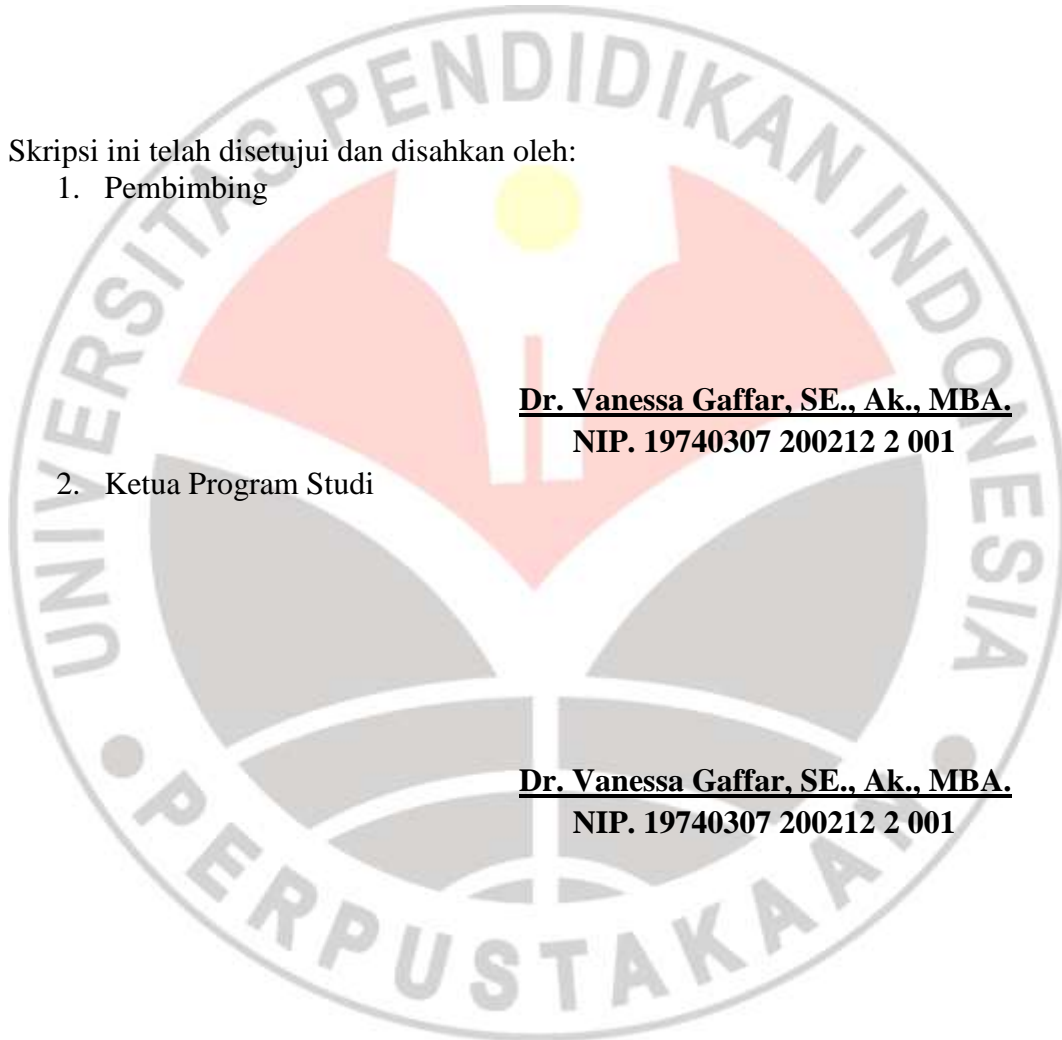 Skripsi ini telah disetujui dan disahkan oleh:
1. Pembimbing
Dr. Vanessa Gaffar, SE., Ak., MBA.
NIP. 19740307 200212 2 001
2. Ketua Program Studi
Dr. Vanessa Gaffar, SE., Ak., MBA.
NIP. 19740307 200212 2 001
UNIVERSITAS PENDIDIKAN INDONESIA
PERPUSTAKAAN